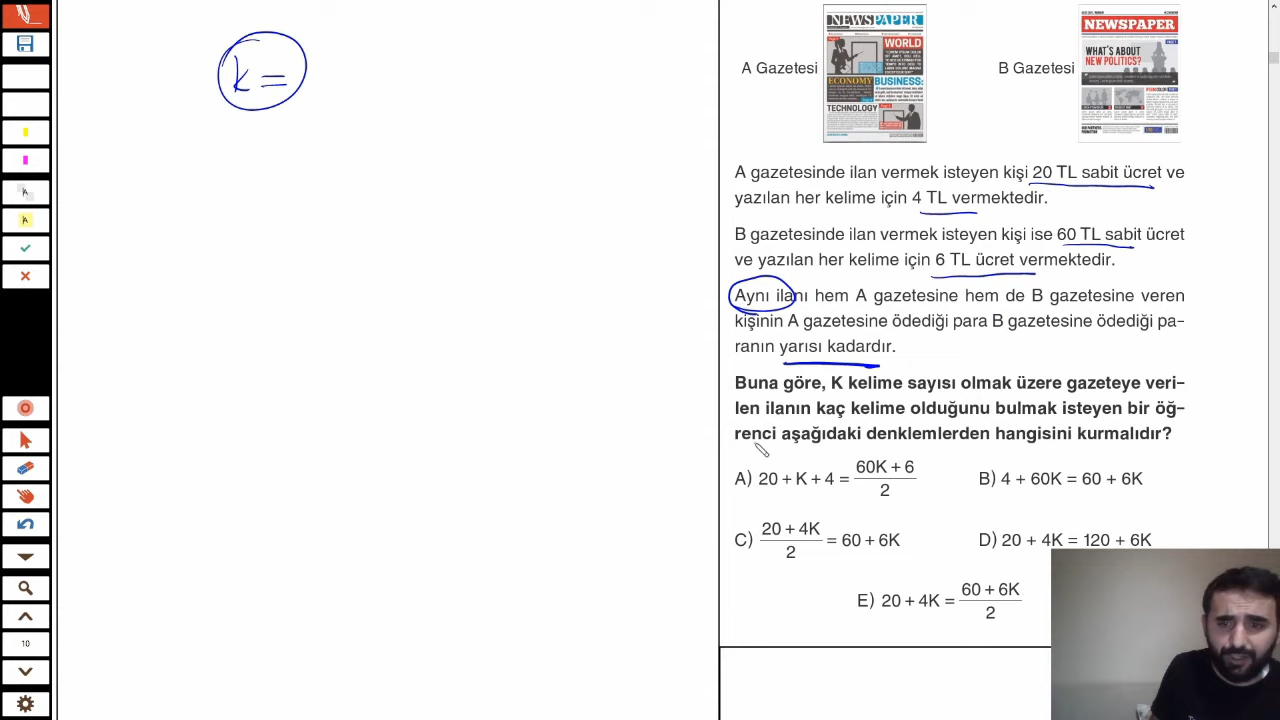 k =
NEWSPAPER
WORLD
ECONOMY
BUSINESS:
TECHNOLOGY
A Gazetesi
NEWSPAPER
WHAT'S ABOUT
NEW POLITICS?
B Gazetesi
A gazetesinde ilan vermek isteyen kişi 20 TL sabit ücret ve
yazılan her kelime için 4 TL vermektedir.
B gazetesinde ilan vermek isteyen kişi ise 60 TL sabit ücret
ve yazılan her kelime için 6 TL ücret vermektedir.
Aynı ilanı hem A gazetesine hem de B gazetesine veren
kişinin A gazetesine ödediği para B gazetesine ödediği pa-
ranın yarısı kadardır.
Buna göre, K kelime sayısı olmak üzere gazeteye veri-
len ilanın kaç kelime olduğunu bulmak isteyen bir öğ-
renci aşağıdaki denklemlerden hangisini kurmalıdır?
A) 20 + K + 4 = (60K + 6)/2
B) 4 + 60K = 60 + 6K
C) (20 + 4K)/2 = 60 + 6K
D) 20 + 4K = 120 + 6K
E) 20 + 4K = (60 + 6K)/2
10